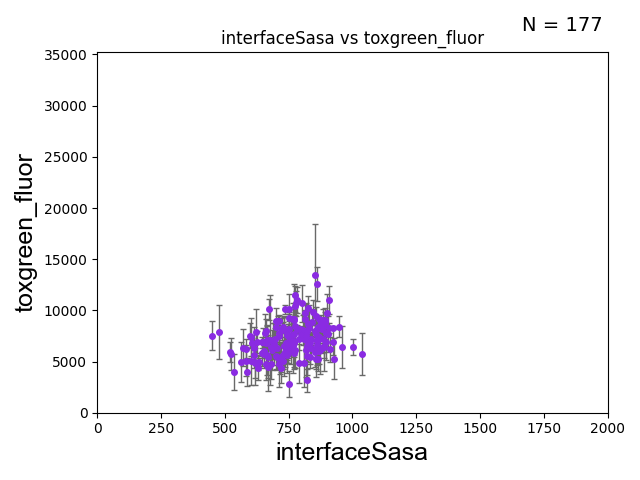 N = 177
interfaceSasa vs toxgreen_fluor
35000
30000
25000
20000
15000
10000
5000
0
toxgreen_fluor
0 250 500 750 1000 1250 1500 1750 2000
interfaceSasa